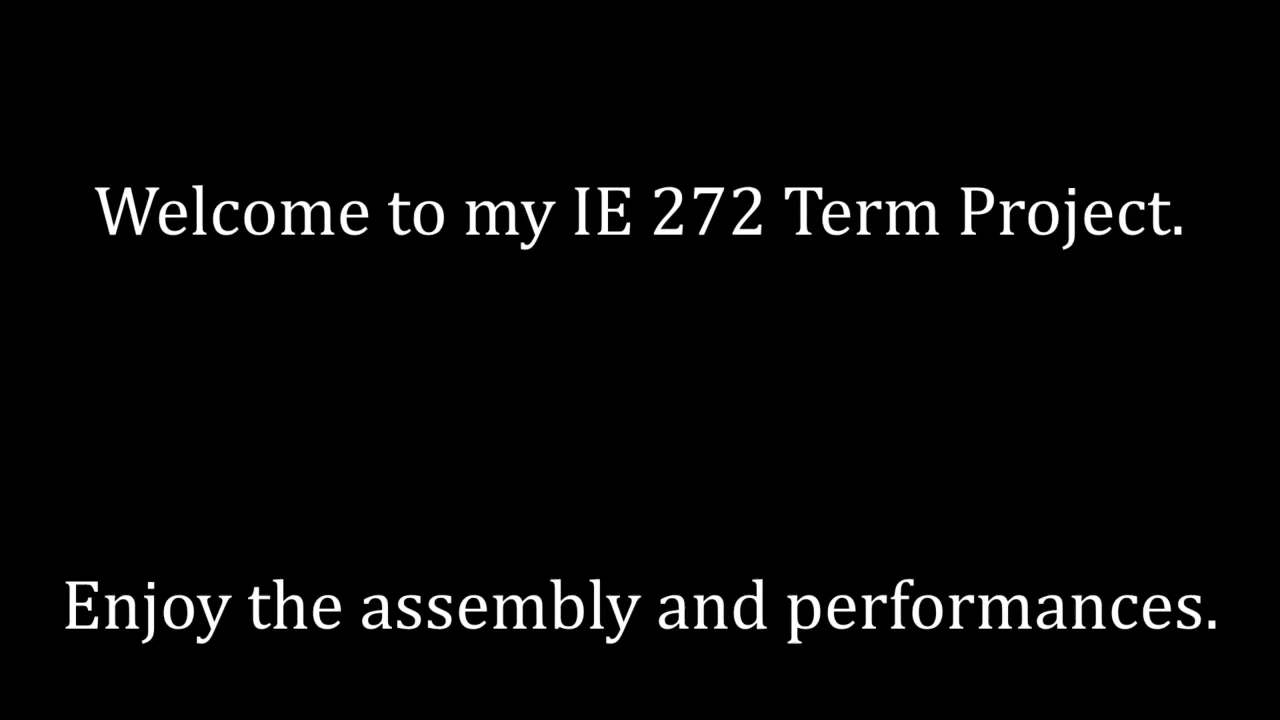 Welcome to my IE 272 Term Project.
Enjoy the assembly and performances.